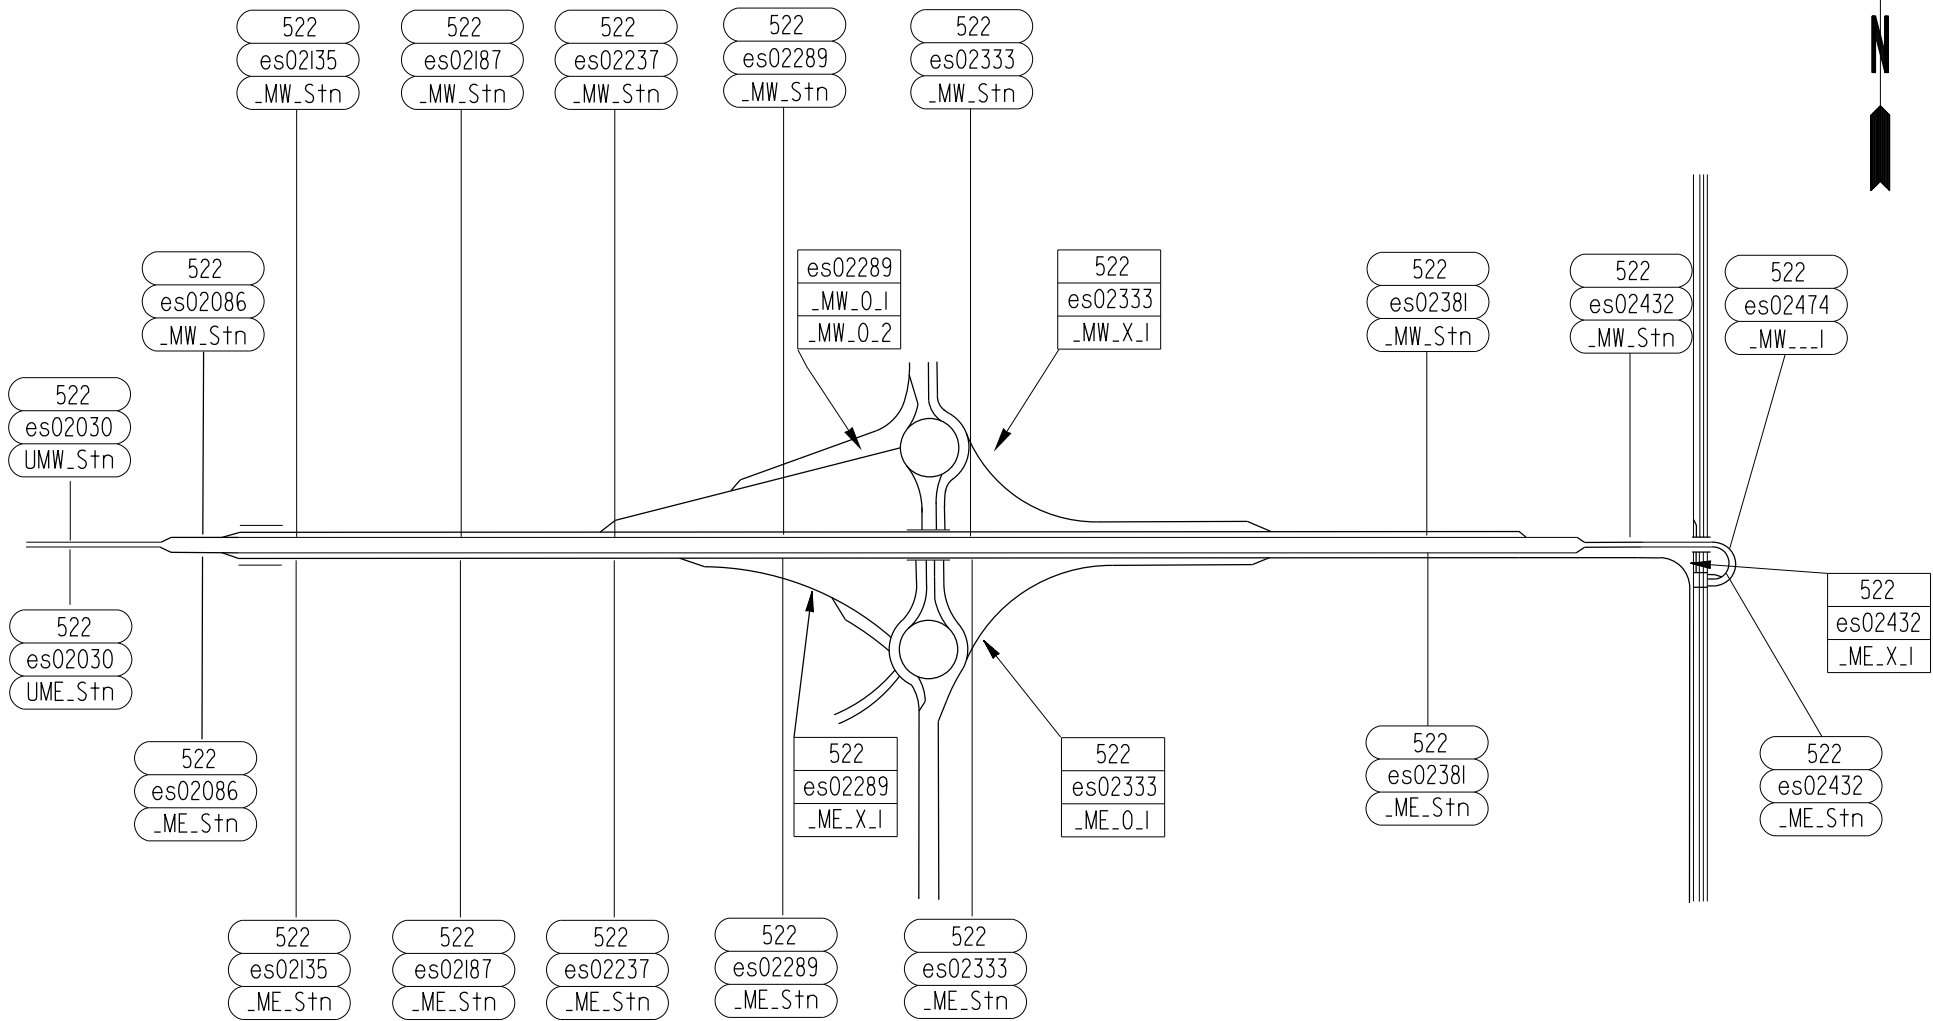 522
es02135
_MW_Stn
522
es02187
_MW_Stn
522
es02237
_MW_Stn
522
es02289
_MW_Stn
522
es02333
_MW_Stn
N
522
es02086
_MW_Stn
es02289
_MW_O_1
_MW_O_2
522
es02333
_MW_X_1
522
es02381
_MW_Stn
522
es02432
_MW_Stn
522
es02474
_MW___1
522
es02030
UMW_Stn
522
es02030
UME_Stn
522
es02432
_ME_X_1
522
es02086
_ME_Stn
522
es02289
_ME_X_1
522
es02333
_ME_O_1
522
es02381
_ME_Stn
522
es02432
_ME_Stn
522
es02135
_ME_Stn
522
es02187
_ME_Stn
522
es02237
_ME_Stn
522
es02289
_ME_Stn
522
es02333
_ME_Stn